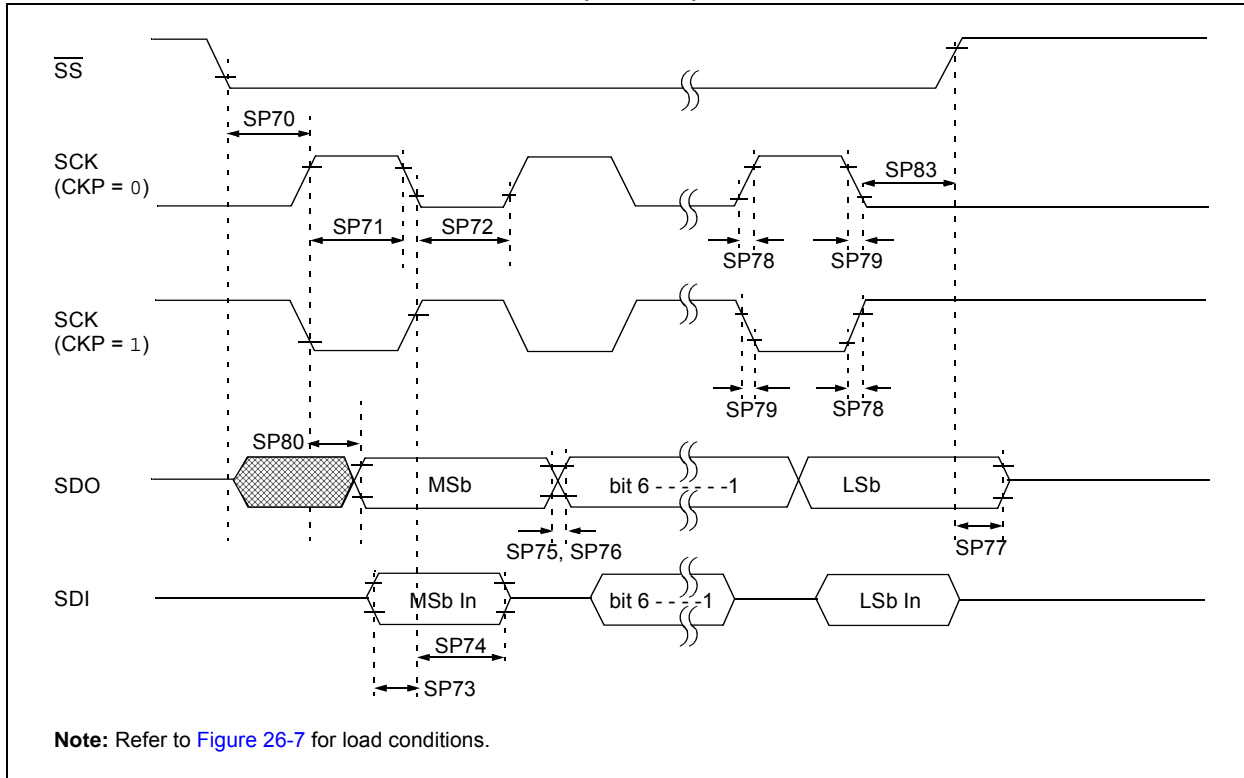 SS
SP70
SCK
(CKP = 0)
SP83
SP71
SP72
SP78
SP79
SCK
(CKP = 1)
SP79
SP78
SP80
SDO
MSb
bit 6 - - - - - -1
LSb
SP75, SP76
SP77
SDI
MSb In
bit 6 - - - -1
LSb In
SP74
SP73
Note: Refer to Figure 26-7 for load conditions.